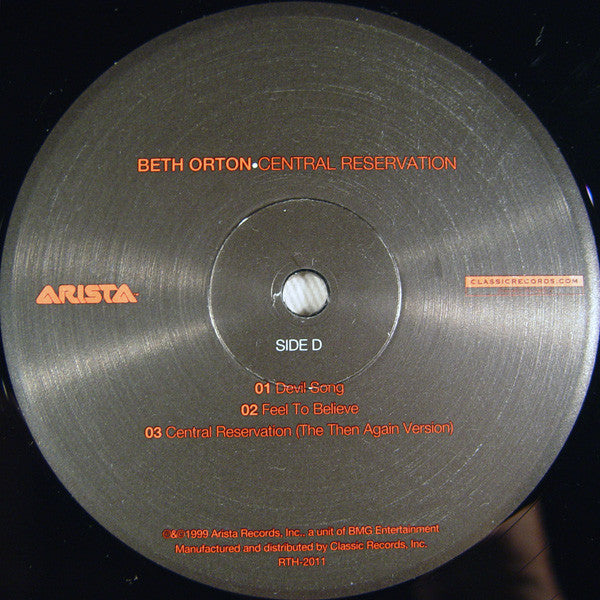 BETH ORTON•CENTRAL RESERVATION
ARISTA
CLASSICRECORDS.COM
SIDE D
01 Devil Song
02 Feel To Believe
03 Central Reservation (The Then Again Version)
℗&©1999 Arista Records, Inc., a unit of BMG Entertainment
Manufactured and distributed by Classic Records, Inc.
RTH-2011